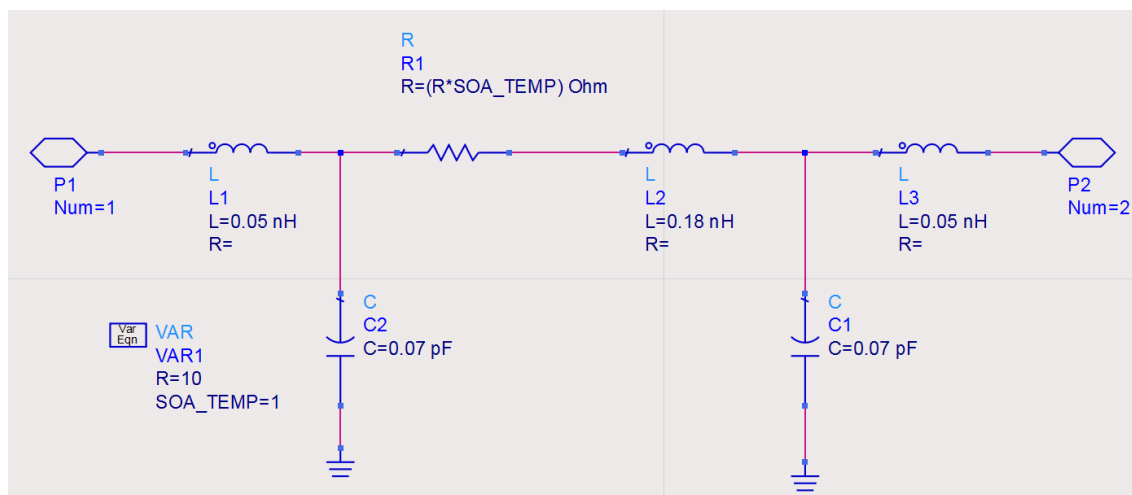 R
R1
R=(R*SOA_TEMP) Ohm
P1
Num=1
L
L1
L=0.05 nH
R=
L
L2
L=0.18 nH
R=
L
L3
L=0.05 nH
R=
P2
Num=2
Var
Eqn
VAR
VAR1
R=10
SOA_TEMP=1
C
C2
C=0.07 pF
C
C1
C=0.07 pF